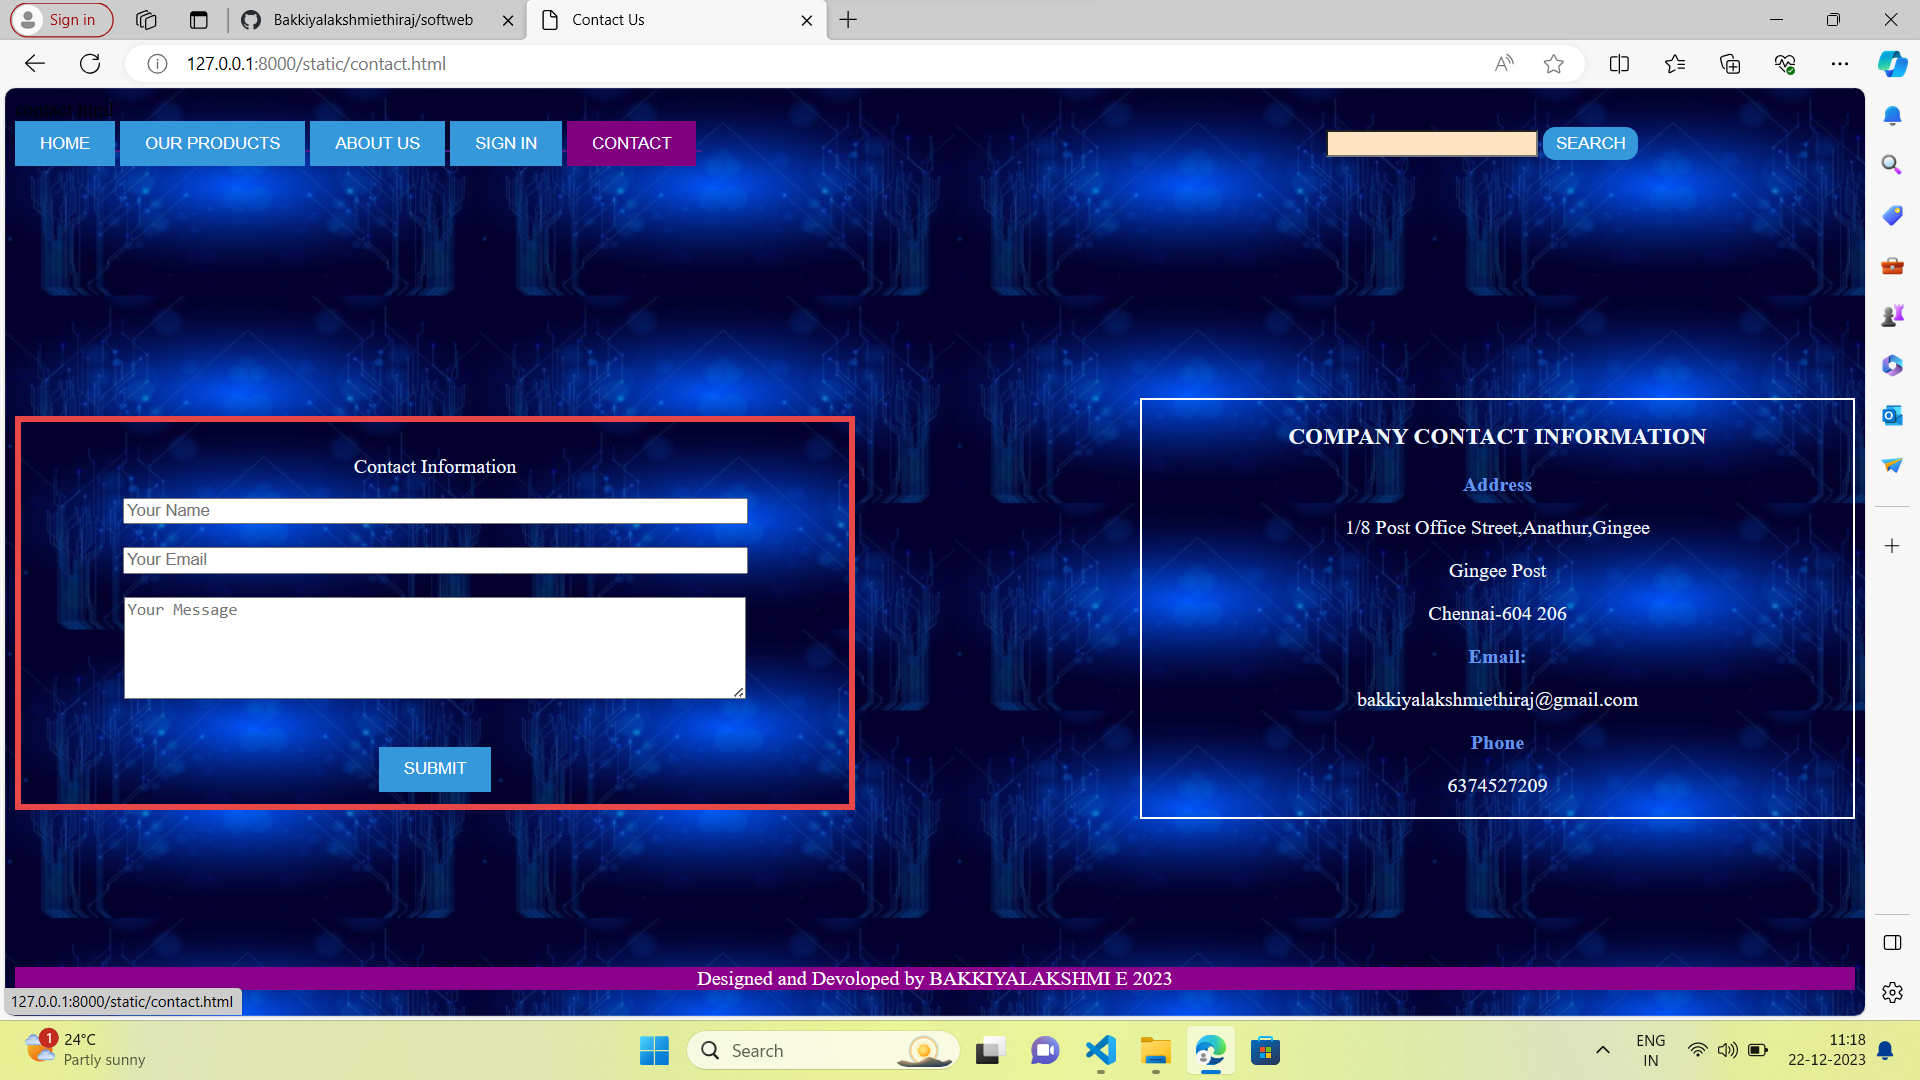 Sign in
Bakkiyalakshmiethiraj/softweb
Contact Us
127.0.0.1:8000/static/contact.html
contact.html
HOME
OUR PRODUCTS
ABOUT US
SIGN IN
CONTACT
SEARCH
Contact Information
Your Name
Your Email
Your Message
SUBMIT
COMPANY CONTACT INFORMATION
Address
1/8 Post Office Street,Anathur,Gingee
Gingee Post
Chennai-604 206
Email:
bakkiyalakshmiethiraj@gmail.com
Phone
6374527209
Designed and Devoloped by BAKKIYALAKSHMI E 2023
127.0.0.1:8000/static/contact.html
1
24°C
Partly sunny
Search
ENG
IN
11:18
22-12-2023